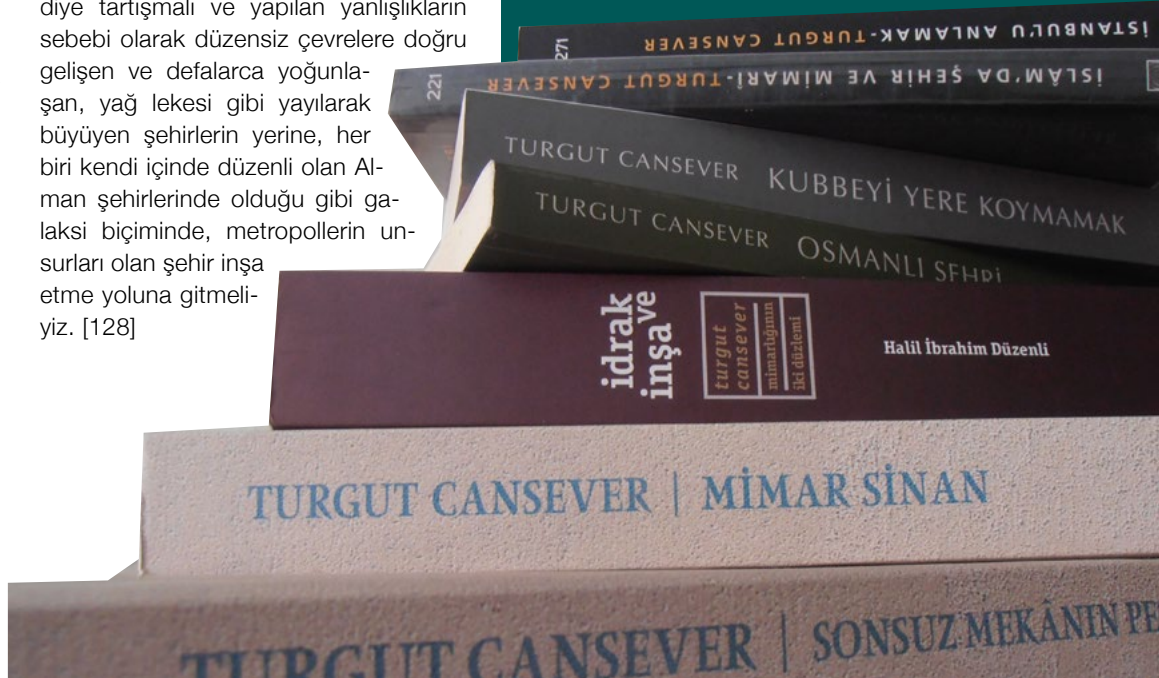 diye tartışmalı ve yapılan yanlışlıkların
sebebi olarak düzensiz çevrelere doğru
gelişen ve defalarca yoğunla-
şan, yağ lekesi gibi yayılarak
büyüyen şehirlerin yerine, her
biri kendi içinde düzenli olan Al-
man şehirlerinde olduğu gibi ga-
laksi biçiminde, metropollerin un-
surları olan şehir inşa
etme yoluna gitmeli-
yiz. [128]
271 İSTANBUL'U ANLAMAK-TURGUT CANSEVER
221 İSLÂM'DA ŞEHİR VE MİMARİ-TURGUT CANSEVER
TURGUT CANSEVER KUBBEYİ YERE KOYMAMAK
TURGUT CANSEVER OSMANLI ŞEHRİ
idrak ve
inşa
turgut
cansever
mimarlığının
iki düzlemi
Halil İbrahim Düzenli
TURGUT CANSEVER | MİMAR SİNAN
TURGUT CANSEVER | SONSUZ MEKÂNIN PE